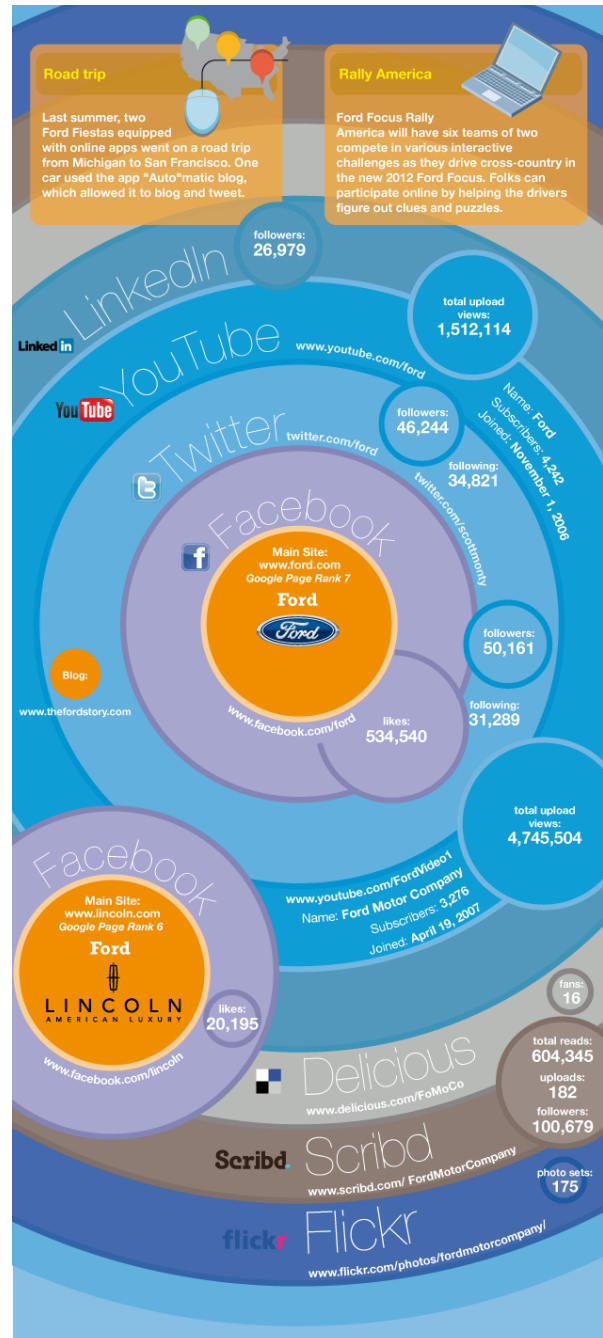 Road trip
Last summer, two
Ford Fiestas equipped
with online apps went on a road trip
from Michigan to San Francisco. One
car used the app "Auto"matic blog,
which allowed it to blog and tweet.
Rally America
Ford Focus Rally
America will have six teams of two
compete in various interactive
challenges as they drive cross-country in
the new 2012 Ford Focus. Folks can
participate online by helping the drivers
figure out clues and puzzles.
followers:
26,979
LinkedIn
Linked in
total upload
views:
1,512,114
YouTube
www.youtube.com/ford
You Tube
Name: Ford
Subscribers: 4,242
Joined: November 1, 2006
followers:
46,244
Twitter
twitter.com/ford
following:
34,821
twitter.com/scottmonty
Facebook
Main Site:
www.ford.com
Google Page Rank 7
Ford
Ford
followers:
50,161
Blog:
www.thefordstory.com
following:
31,289
www.facebook.com/ford
likes:
534,540
total upload
views:
4,745,504
www.youtube.com/FordVideo1
Name: Ford Motor Company
Subscribers: 3,276
Joined: April 19, 2007
Facebook
Main Site:
www.lincoln.com
Google Page Rank 6
Ford
LINCOLN
AMERICAN LUXURY
likes:
20,195
www.facebook.com/lincoln
fans:
16
Delicious
www.delicious.com/FoMoCo
total reads:
604,345
uploads:
182
followers:
100,679
Scribd.
Scribd
www.scribd.com/ FordMotorCompany
photo sets:
175
flickr
Flickr
www.flickr.com/photos/fordmotorcompany/